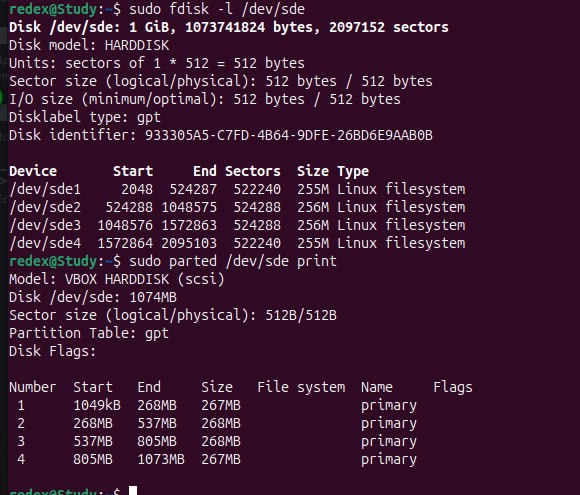 redex@Study:~$ sudo fdisk -l /dev/sde
Disk /dev/sde: 1 GiB, 1073741824 bytes, 2097152 sectors
Disk model: HARDDISK
Units: sectors of 1 * 512 = 512 bytes
Sector size (logical/physical): 512 bytes / 512 bytes
I/O size (minimum/optimal): 512 bytes / 512 bytes
Disklabel type: gpt
Disk identifier: 933305A5-C7FD-4B64-9DFE-26BD6E9AAB0B
Device       Start     End Sectors  Size Type
/dev/sde1     2048  524287  522240  255M Linux filesystem
/dev/sde2   524288 1048575  524288  256M Linux filesystem
/dev/sde3  1048576 1572863  524288  256M Linux filesystem
/dev/sde4  1572864 2095103  522240  255M Linux filesystem
redex@Study:~$ sudo parted /dev/sde print
Model: VBOX HARDDISK (scsi)
Disk /dev/sde: 1074MB
Sector size (logical/physical): 512B/512B
Partition Table: gpt
Disk Flags:
Number  Start   End     Size   File system  Name     Flags
1      1049kB  268MB   267MB               primary
2      268MB   537MB   268MB               primary
3      537MB   805MB   268MB               primary
4      805MB   1073MB  267MB               primary
redex@Study:~$